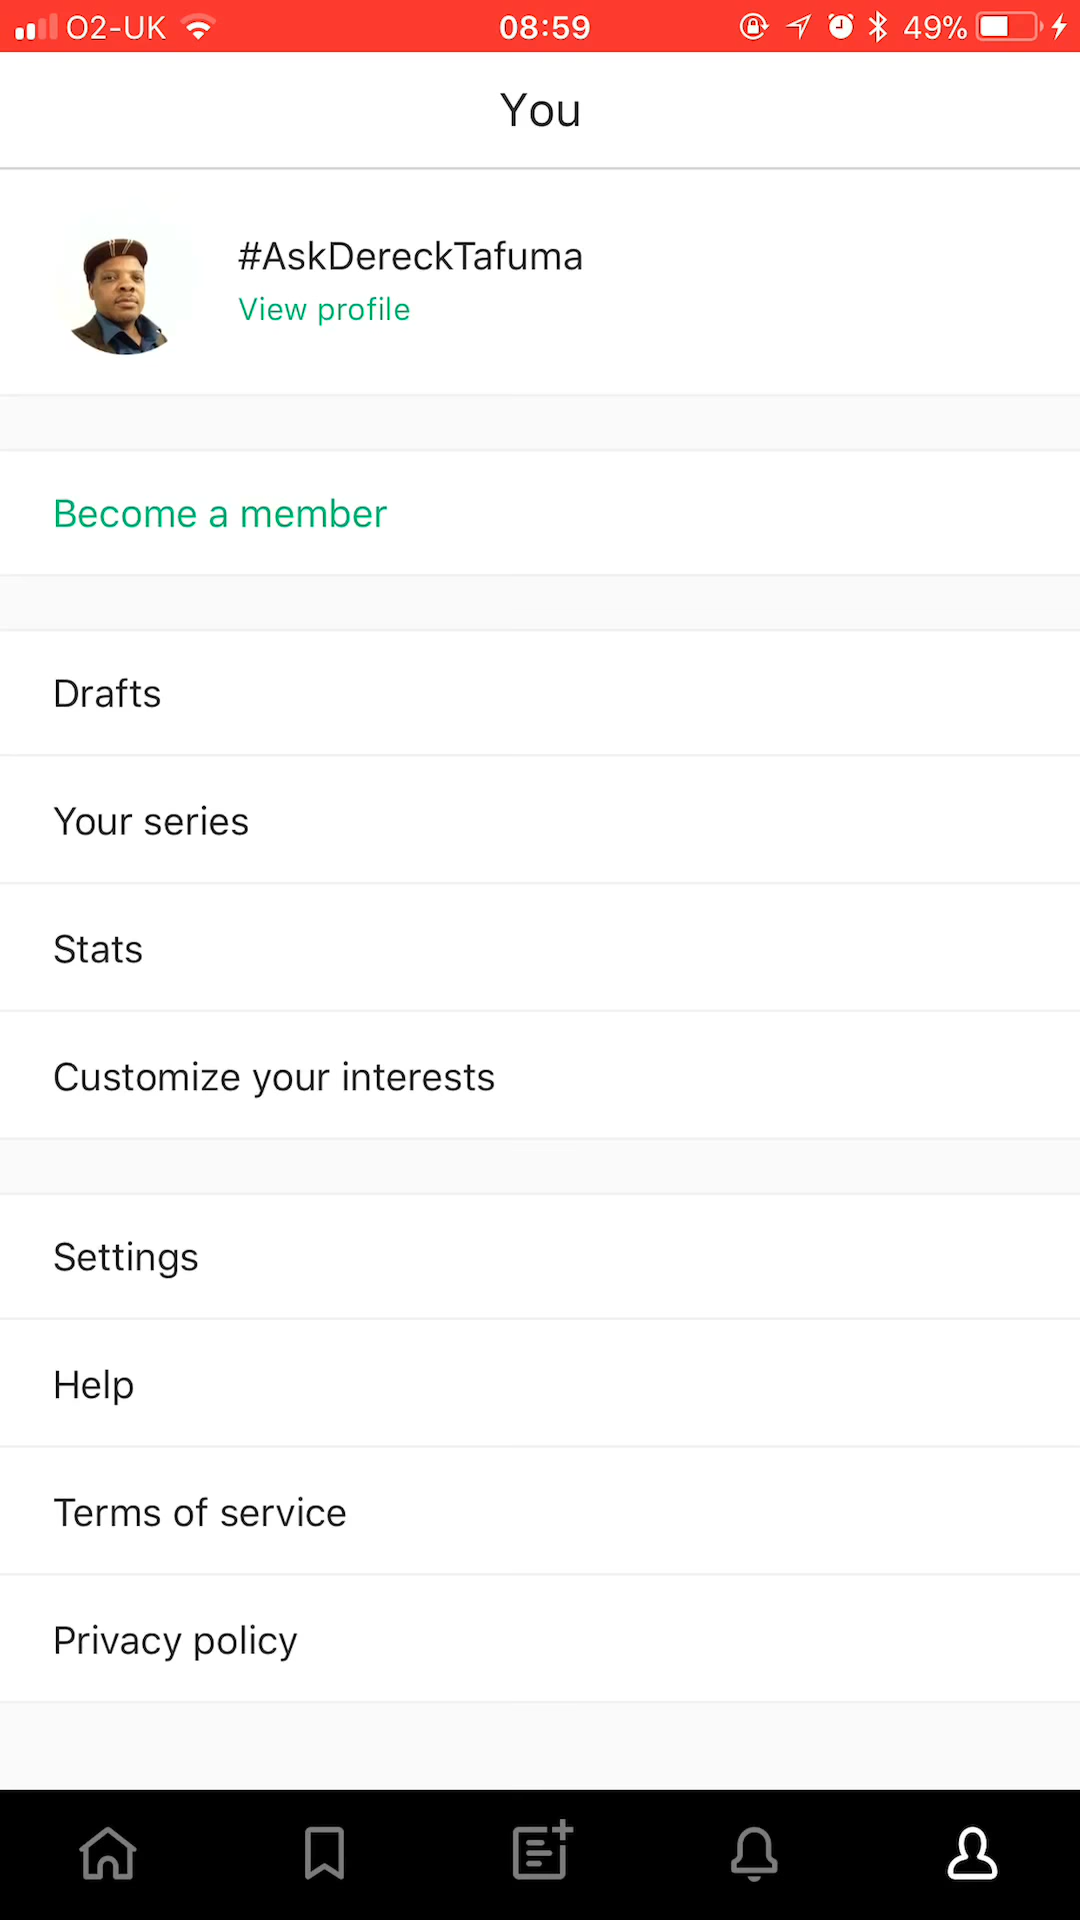 O2-UK 08:59 49%
You
#AskDereckTafuma
View profile
Become a member
Drafts
Your series
Stats
Customize your interests
Settings
Help
Terms of service
Privacy policy